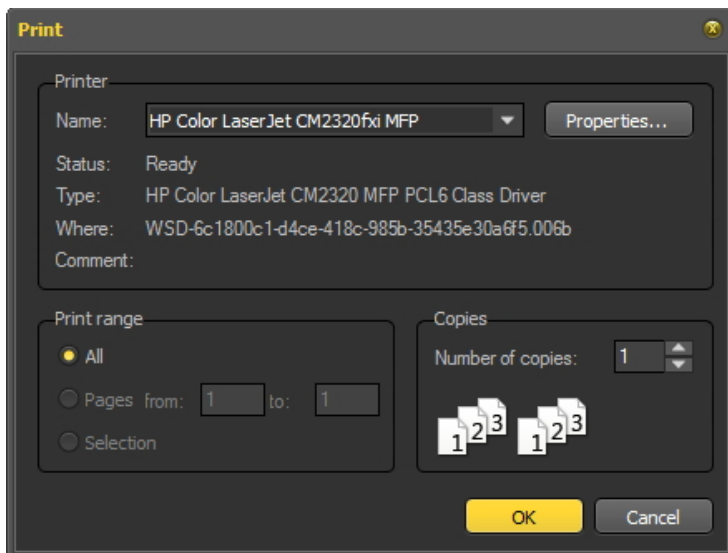 Print
Printer
Name: HP Color LaserJet CM2320fxi MFP Properties...
Status: Ready
Type: HP Color LaserJet CM2320 MFP PCL6 Class Driver
Where: WSD-6c1800c1-d4ce-418c-985b-35435e30a6f5.006b
Comment:
Print range
All
Pages from: 1 to: 1
Selection
Copies
Number of copies: 1
1 2 3 1 2 3
OK Cancel